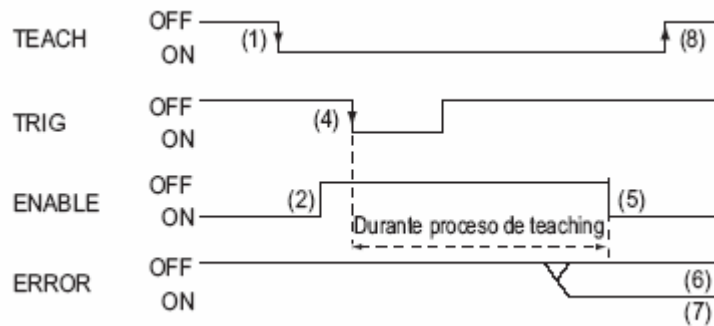 OFF
TEACH (1) (8)
ON
OFF
TRIG (4)
ON
OFF
ENABLE (2) (5)
ON
Durante proceso de teaching
OFF
ERROR (6)
ON
(7)